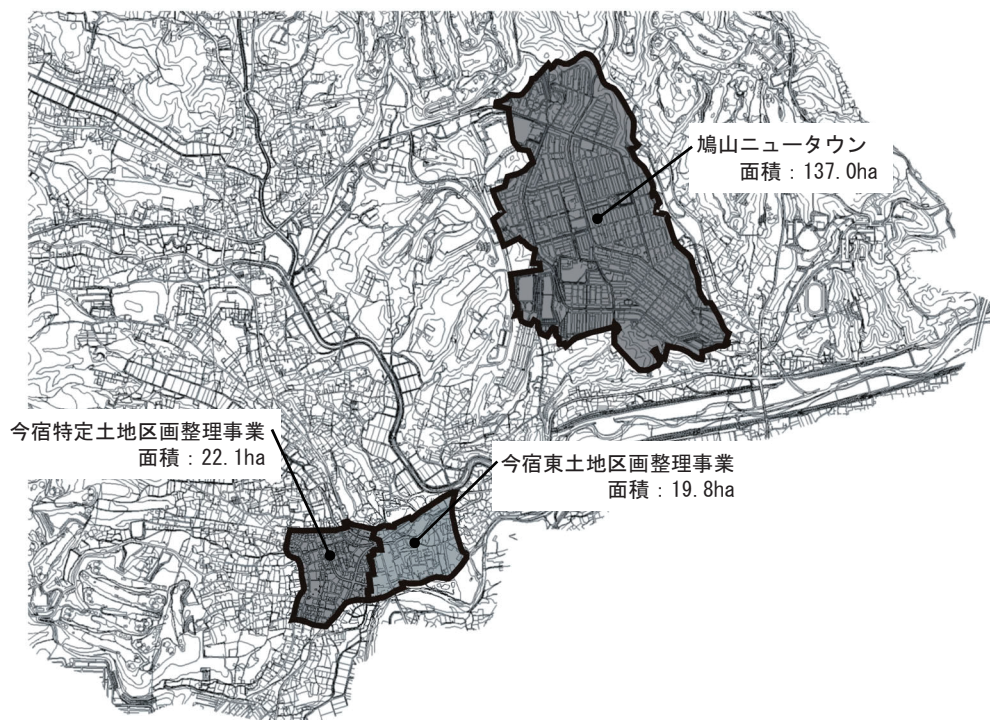 鳩山ニュータウン
面積：137.0ha
今宿特定土地区画整理事業
面積：22.1ha
今宿東土地区画整理事業
面積：19.8ha